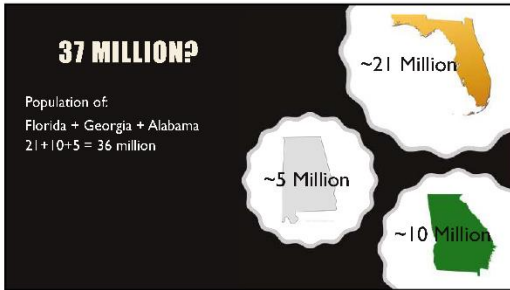 37 MILLION?
~21 Million
Population of:
Florida + Georgia + Alabama
21+10+5 = 36 million
~5 Million
~10 Million